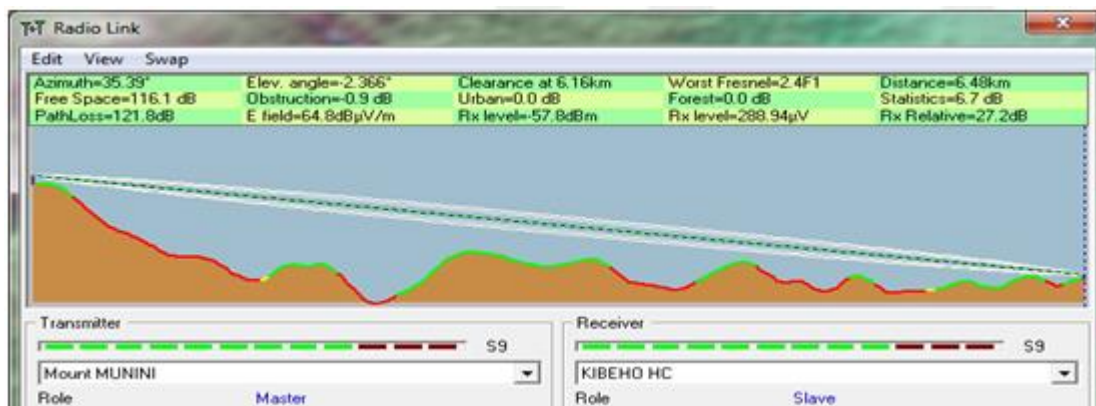 Radio Link
Edit View Swap
Azimuth=35.39° Elev. angle=-2.366° Clearance at 6.16km Worst Fresnel=2.4F1 Distance=6.48km
Free Space=116.1 dB Obstruction=-0.9 dB Urban=0.0 dB Forest=0.0 dB Statistics=6.7 dB
PathLoss=121.8dB E field=64.8dBµV/m Rx level=-57.8dBm Rx level=288.94µV Rx Relative=27.2dB
Transmitter Receiver
S9 S9
Mount MUNINI KIBEHO HC
Role Master Role Slave